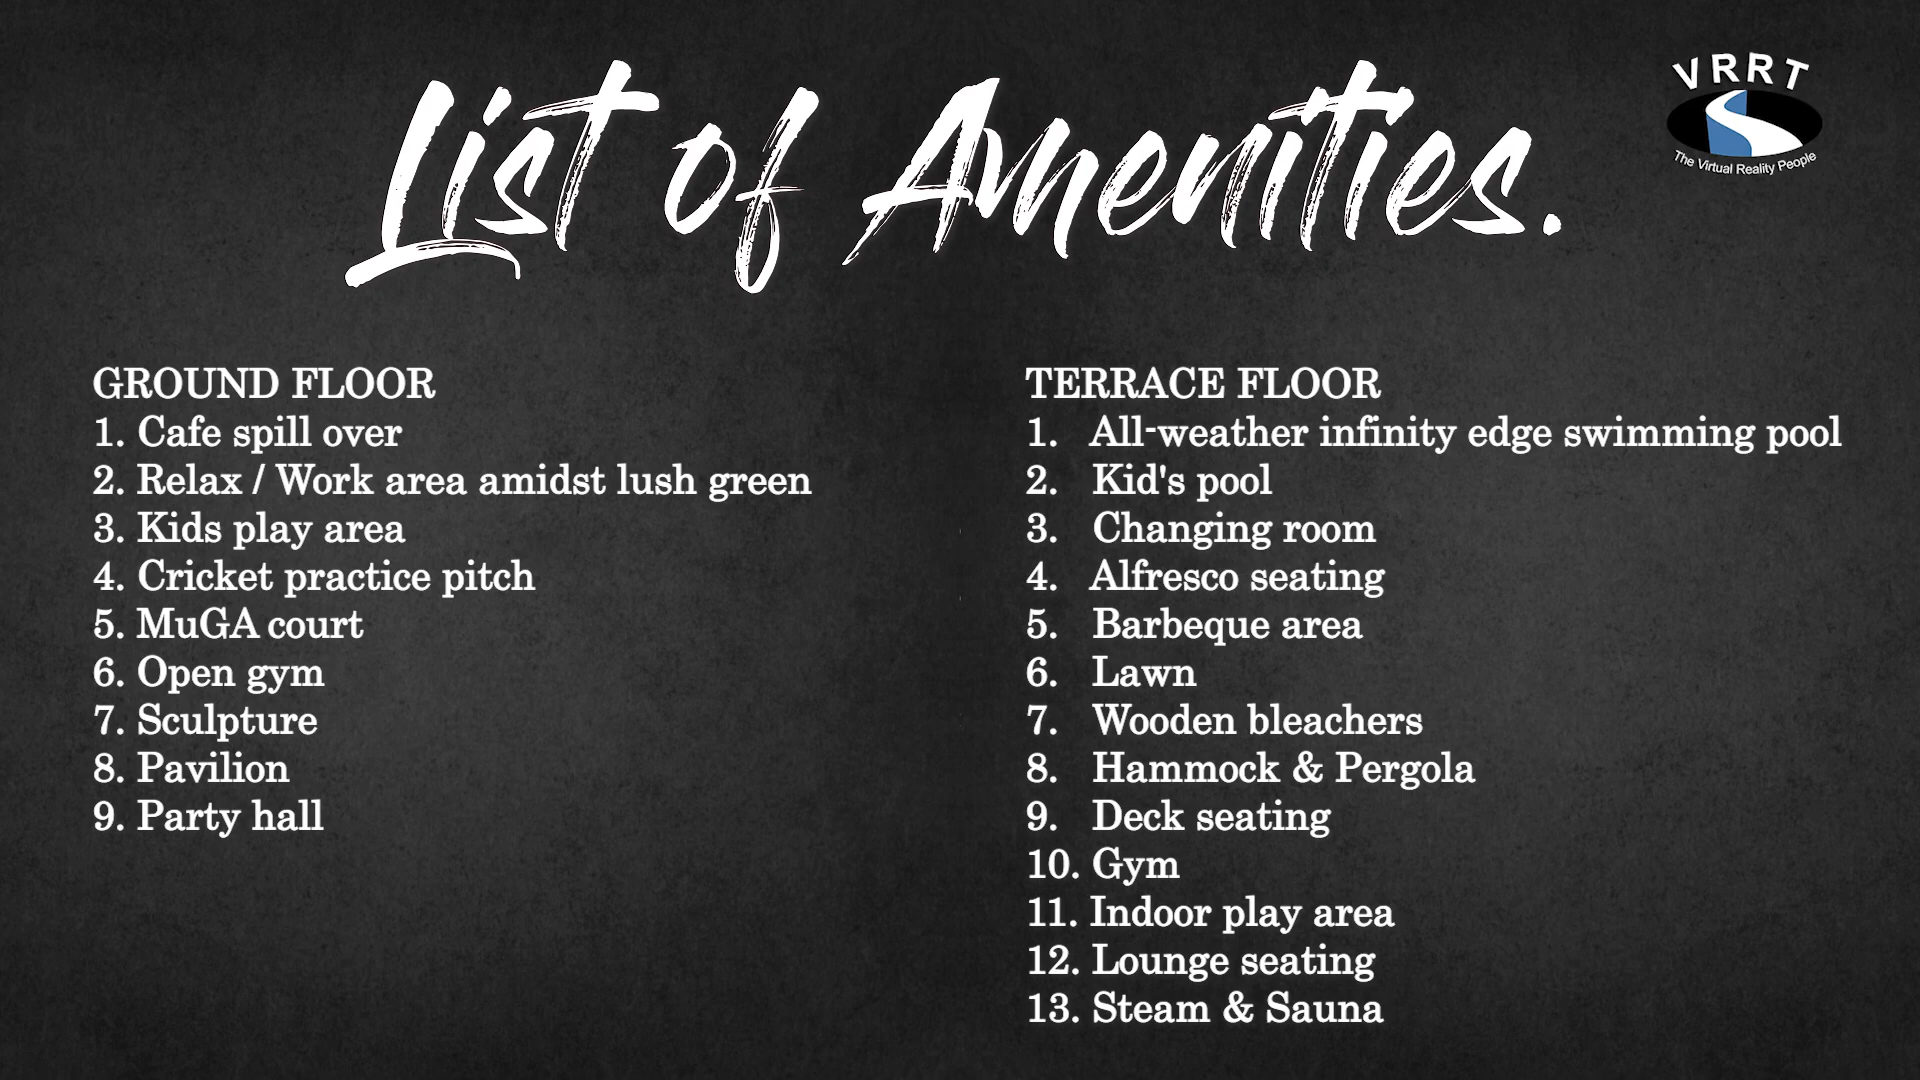 List of Amenities.
VRRT
The Virtual Reality People
GROUND FLOOR
1. Cafe spill over
2. Relax / Work area amidst lush green
3. Kids play area
4. Cricket practice pitch
5. MuGA court
6. Open gym
7. Sculpture
8. Pavilion
9. Party hall
TERRACE FLOOR
1. All-weather infinity edge swimming pool
2. Kid's pool
3. Changing room
4. Alfresco seating
5. Barbeque area
6. Lawn
7. Wooden bleachers
8. Hammock & Pergola
9. Deck seating
10. Gym
11. Indoor play area
12. Lounge seating
13. Steam & Sauna